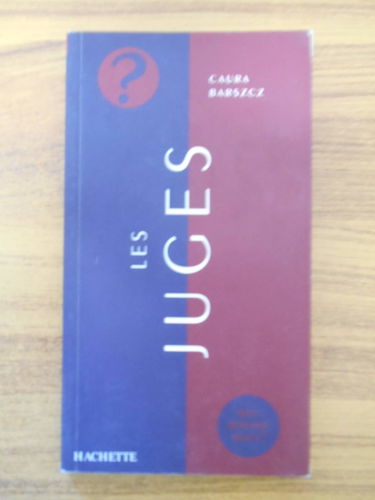 ?
CAURA
BARSZCZ
LES
JUGES
HACHETTE